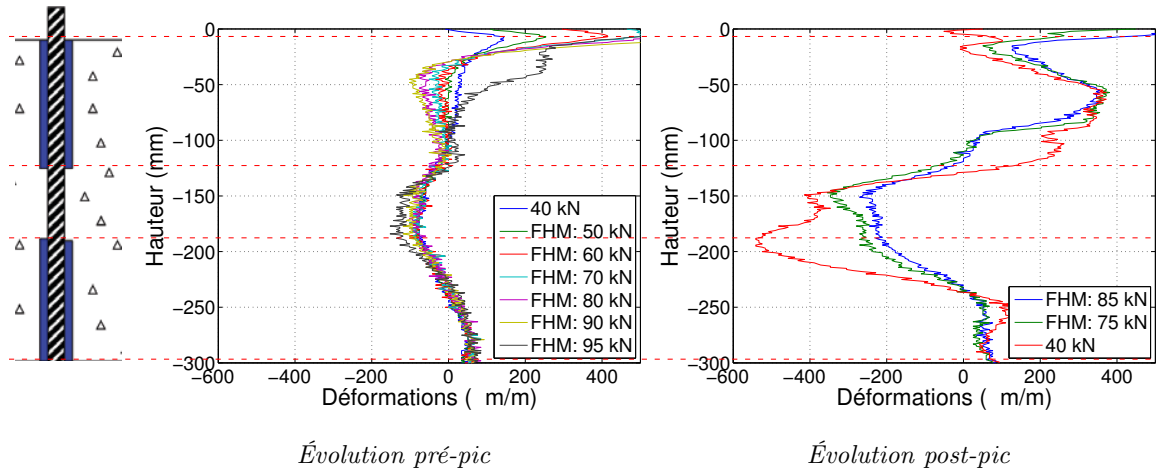 0
−50
−100
−150
−200
−250
−300
−600
−400
−200
0
200
400
Hauteur (mm)
Déformations ( m/m)
40 kN
FHM: 50 kN
FHM: 60 kN
FHM: 70 kN
FHM: 80 kN
FHM: 90 kN
FHM: 95 kN
Évolution pré-pic
0
−50
−100
−150
−200
−250
−300
−600
−400
−200
0
200
400
Hauteur (mm)
Déformations ( m/m)
FHM: 85 kN
FHM: 75 kN
40 kN
Évolution post-pic